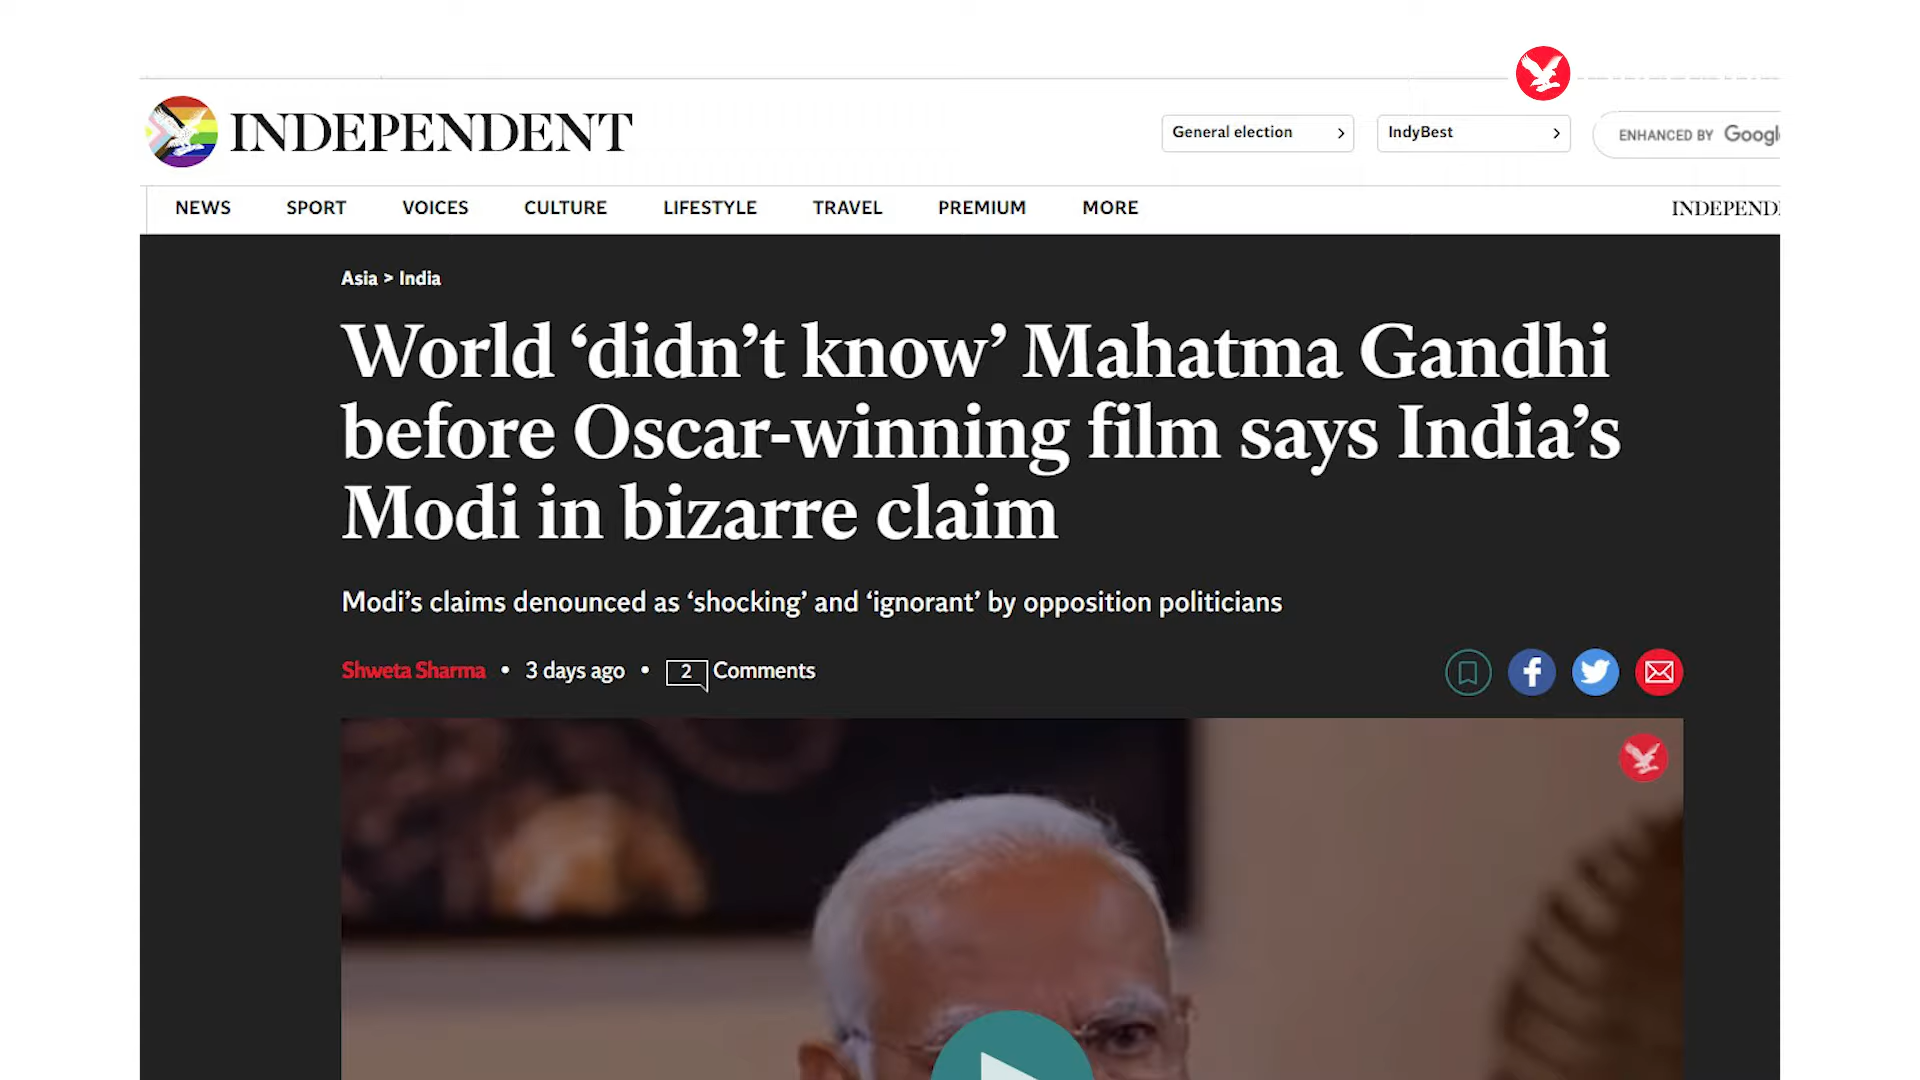 INDEPENDENT
General election
IndyBest
ENHANCED BY Googl
NEWS SPORT VOICES CULTURE LIFESTYLE TRAVEL PREMIUM MORE
INDEPEND
Asia > India
World ‘didn’t know’ Mahatma Gandhi
before Oscar-winning film says India’s
Modi in bizarre claim
Modi’s claims denounced as ‘shocking’ and ‘ignorant’ by opposition politicians
Shweta Sharma • 3 days ago • 2 Comments